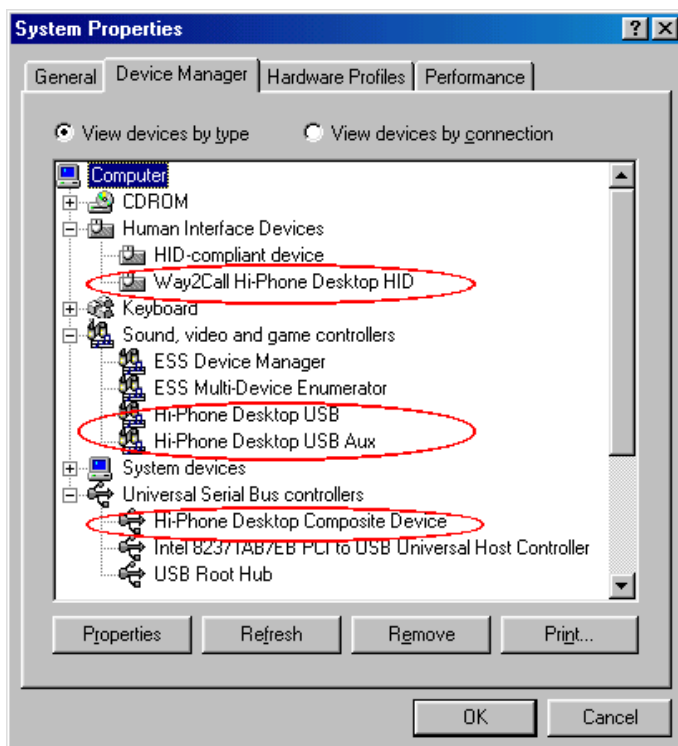 System Properties
General Device Manager Hardware Profiles Performance
View devices by type View devices by connection
Computer
CDROM
Human Interface Devices
HID-compliant device
Way2Call Hi-Phone Desktop HID
Keyboard
Sound, video and game controllers
ESS Device Manager
ESS Multi-Device Enumerator
Hi-Phone Desktop USB
Hi-Phone Desktop USB Aux
System devices
Universal Serial Bus controllers
Hi-Phone Desktop Composite Device
Intel 82371AB/EB PCI to USB Universal Host Controller
USB Root Hub
Properties Refresh Remove Print...
OK Cancel